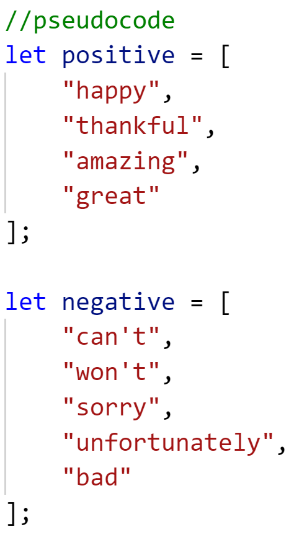 //pseudocode
let positive = [
    "happy",
    "thankful",
    "amazing",
    "great"
];

let negative = [
    "can't",
    "won't",
    "sorry",
    "unfortunately",
    "bad"
];